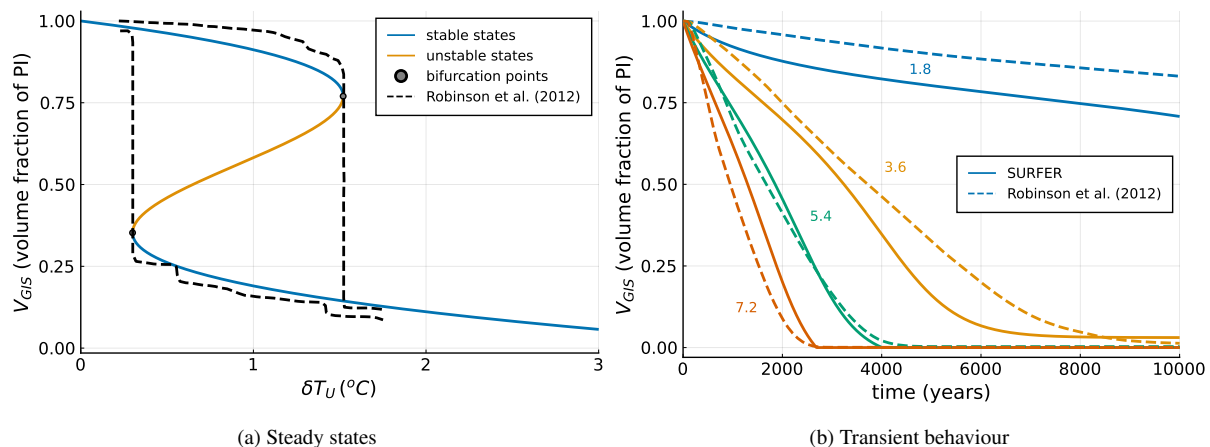 1.00
0.75
0.50
0.25
0.00
V_GIS (volume fraction of PI)
stable states
unstable states
bifurcation points
Robinson et al. (2012)
0
1
2
3
δT_U (°C)
(a) Steady states
1.00
0.75
0.50
0.25
0.00
V_GIS (volume fraction of PI)
1.8
3.6
5.4
7.2
SURFER
Robinson et al. (2012)
0
2000
4000
6000
8000
10000
time (years)
(b) Transient behaviour